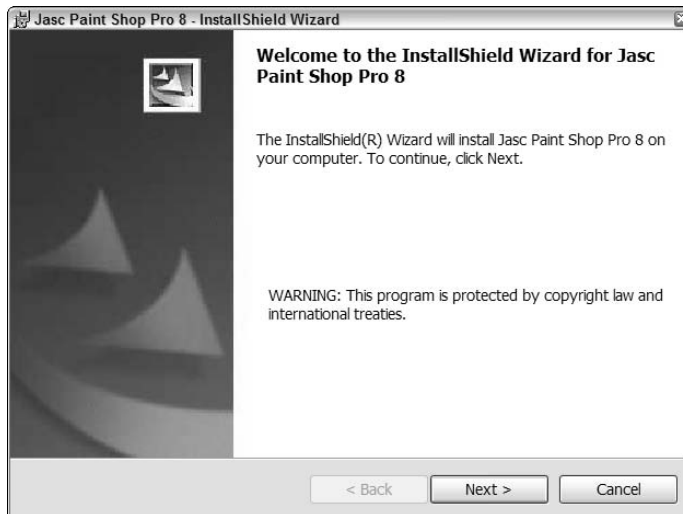 Jasc Paint Shop Pro 8 - InstallShield Wizard
Welcome to the InstallShield Wizard for Jasc
Paint Shop Pro 8
The InstallShield(R) Wizard will install Jasc Paint Shop Pro 8 on
your computer. To continue, click Next.
WARNING: This program is protected by copyright law and
international treaties.
< Back
Next >
Cancel